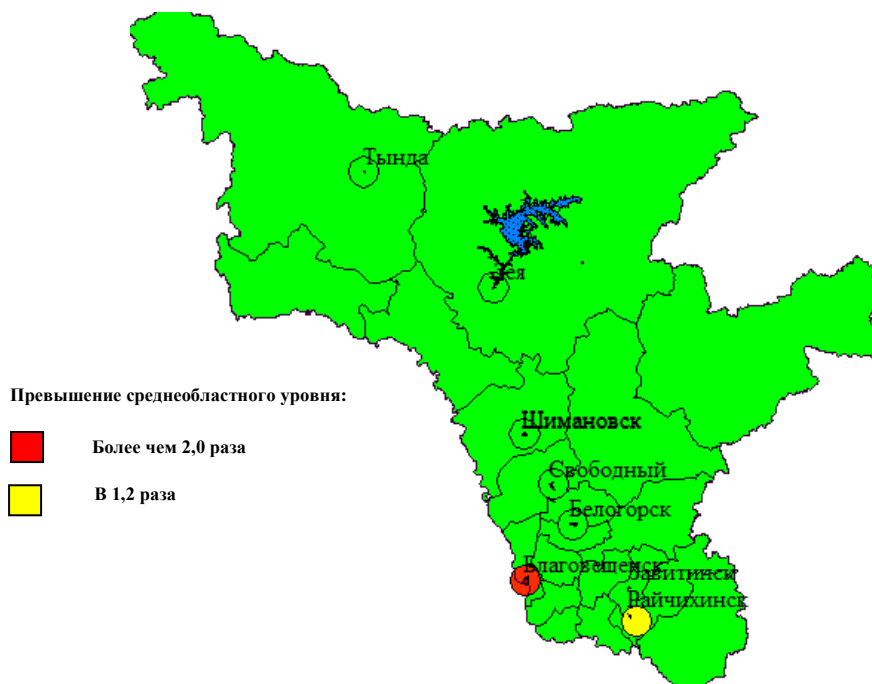 Тында
Зея
Превышение среднеобластного уровня:
Шимановск
Более чем 2,0 раза
Свободный
В 1,2 раза
Белогорск
Благовещенск
Завитинск
Райчихинск